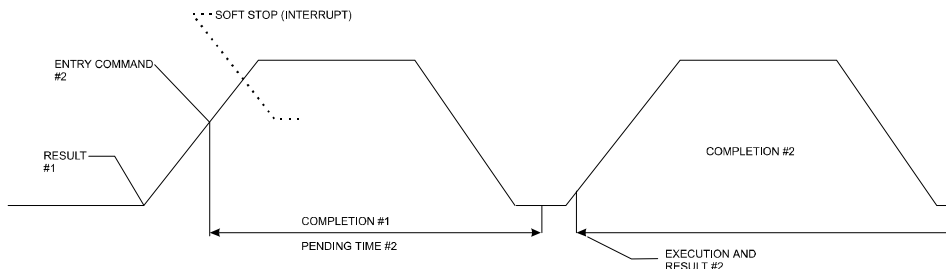 SOFT STOP (INTERRUPT)
ENTRY COMMAND
#2
RESULT
#1
COMPLETION #2
COMPLETION #1
PENDING TIME #2
EXECUTION AND
RESULT #2